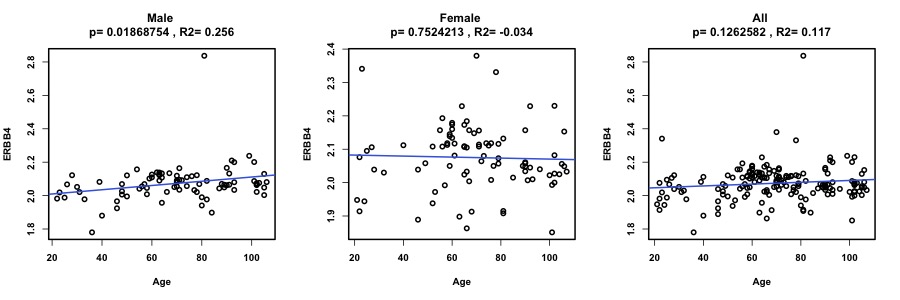 Male
p= 0.01868754 , R2= 0.256
ERBB4
2.8
2.6
2.4
2.2
2.0
1.8
20 40 60 80 100
Age
Female
p= 0.7524213 , R2= -0.034
ERBB4
2.4
2.3
2.2
2.1
2.0
1.9
20 40 60 80 100
Age
All
p= 0.1262582 , R2= 0.117
ERBB4
2.8
2.6
2.4
2.2
2.0
1.8
20 40 60 80 100
Age